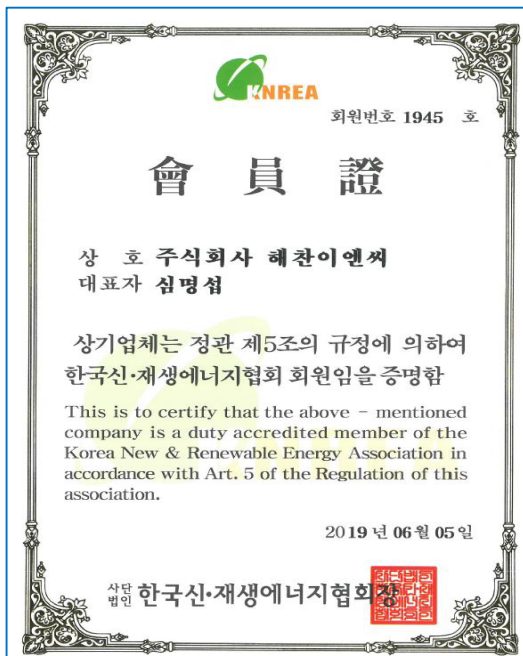 KNREA
회원번호 1945 호
會 員 證
상 호 주식회사 해찬이엔씨
대표자 심명섭
상기업체는 정관 제5조의 규정에 의하여
한국신·재생에너지협회 회원임을 증명함
This is to certify that the above - mentioned
company is a duty accredited member of the
Korea New & Renewable Energy Association in
accordance with Art. 5 of the Regulation of this
association.
2019 년 06 월 05 일
사단법인 한국신·재생에너지협회장